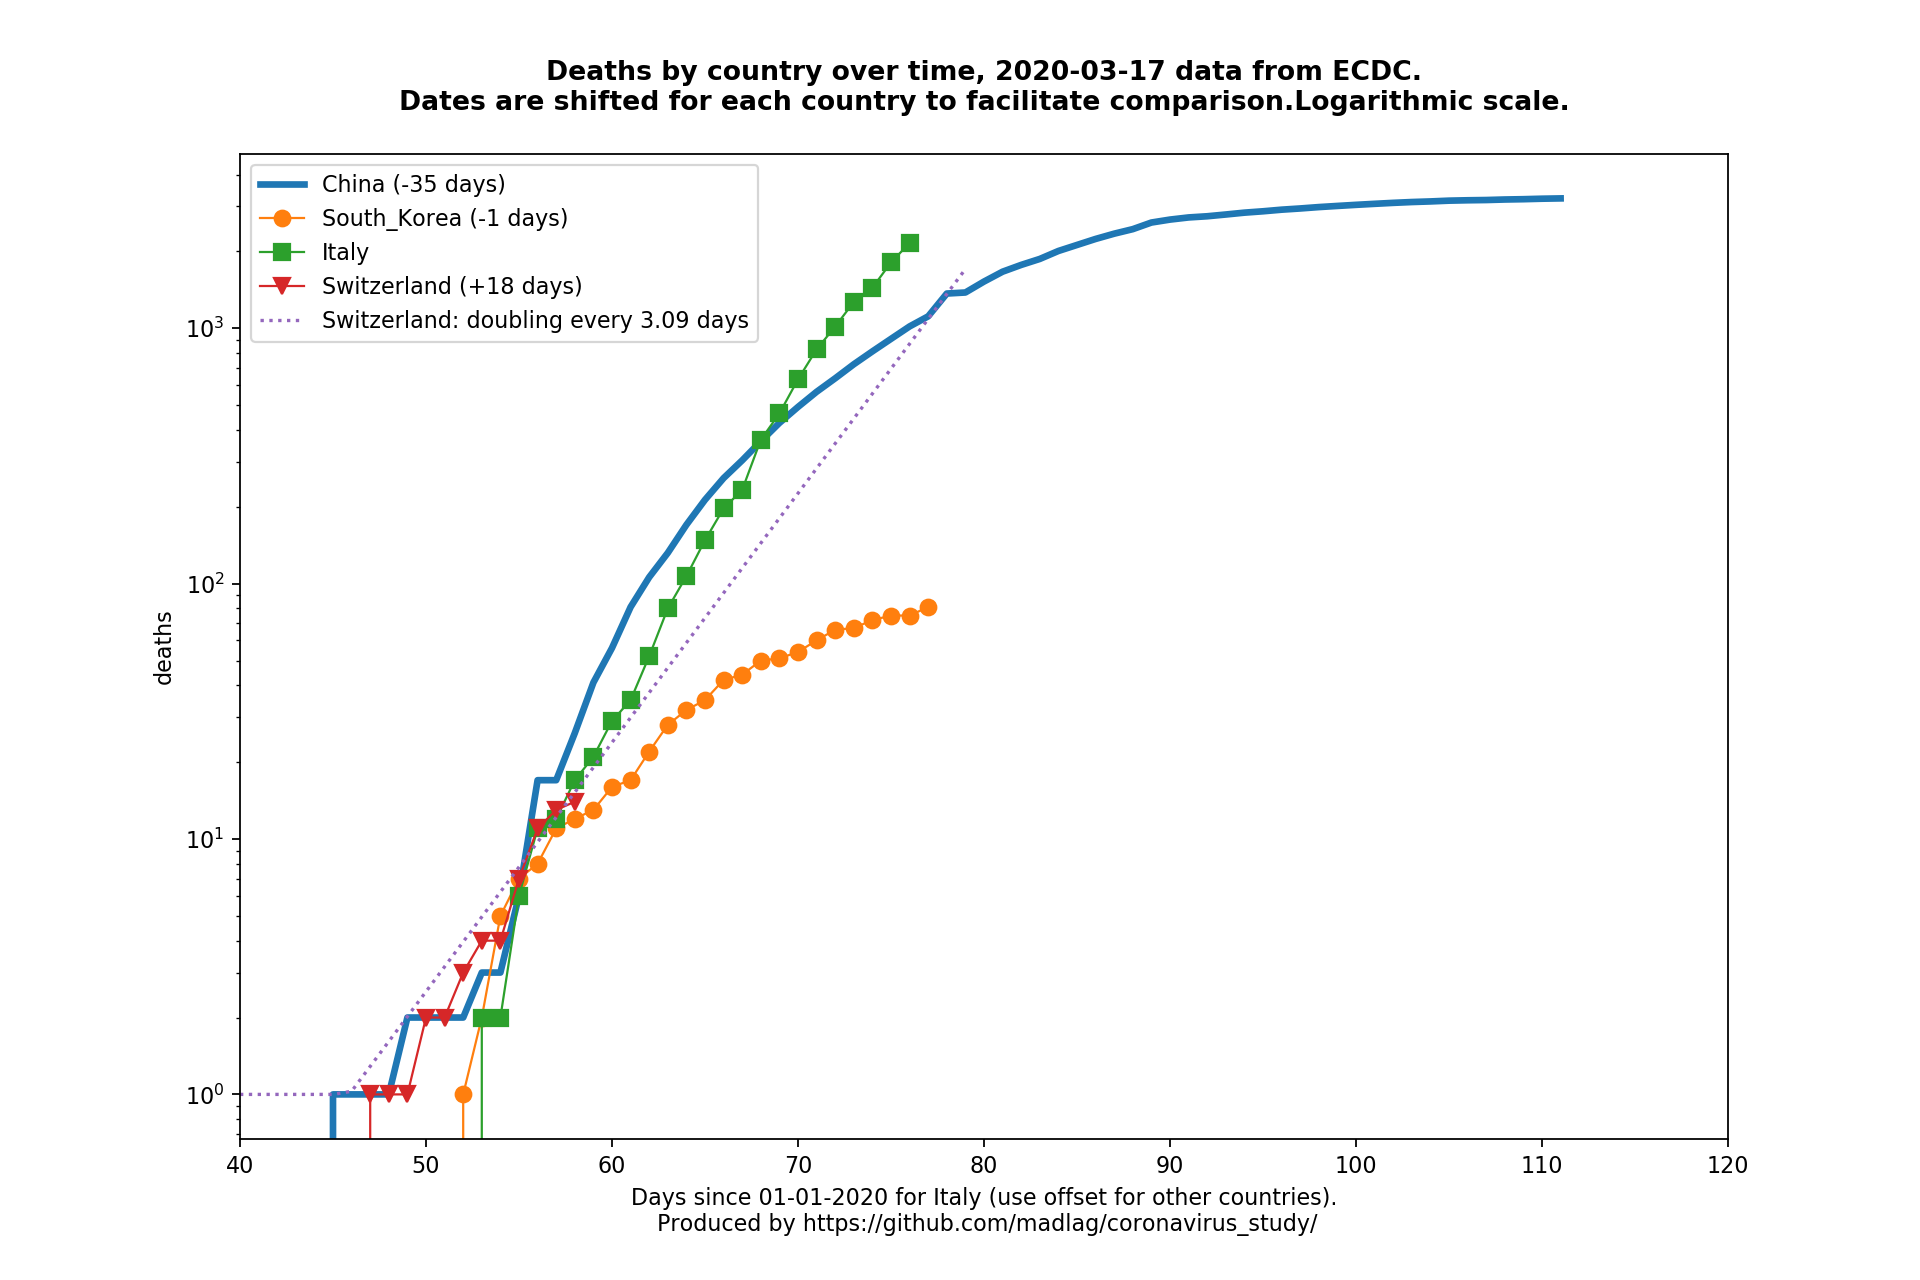 Deaths by country over time, 2020-03-17 data from ECDC.
Dates are shifted for each country to facilitate comparison.Logarithmic scale.
China (-35 days)
South_Korea (-1 days)
Italy
Switzerland (+18 days)
Switzerland: doubling every 3.09 days
10³
10²
10¹
10⁰
deaths
40 50 60 70 80 90 100 110 120
Days since 01-01-2020 for Italy (use offset for other countries).
Produced by https://github.com/madlag/coronavirus_study/